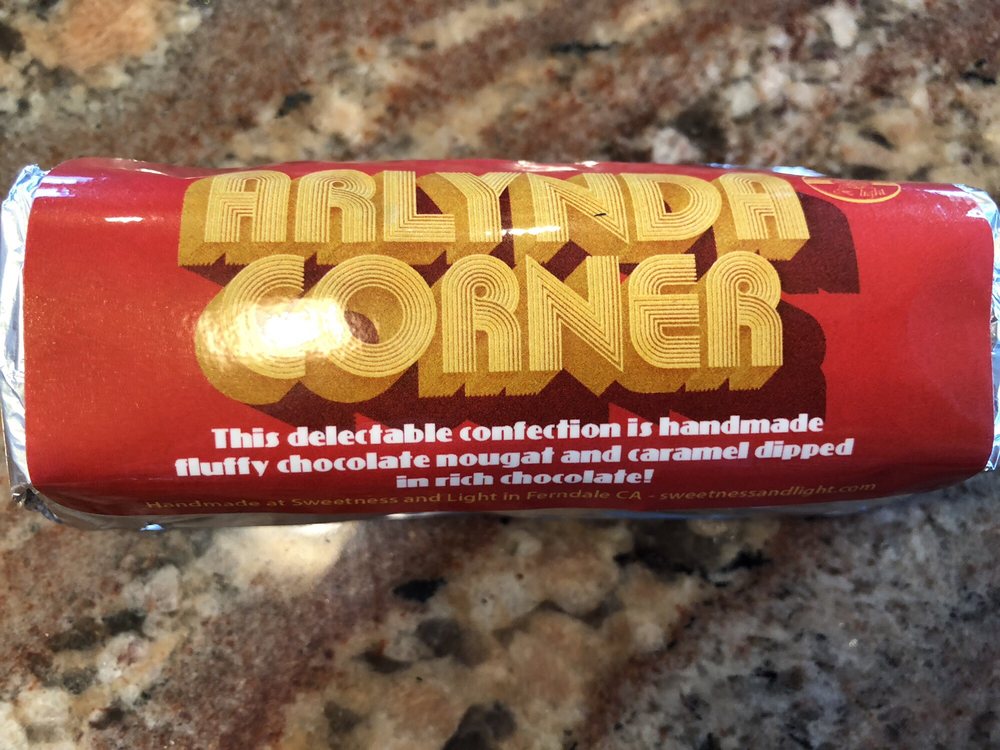 ARLYNDA
CORNER
light
This delectable confection is handmade
fluffy chocolate nougat and caramel dipped
in rich chocolate!
Handmade at Sweetness and Light in Ferndale CA - sweetnessandlight.com